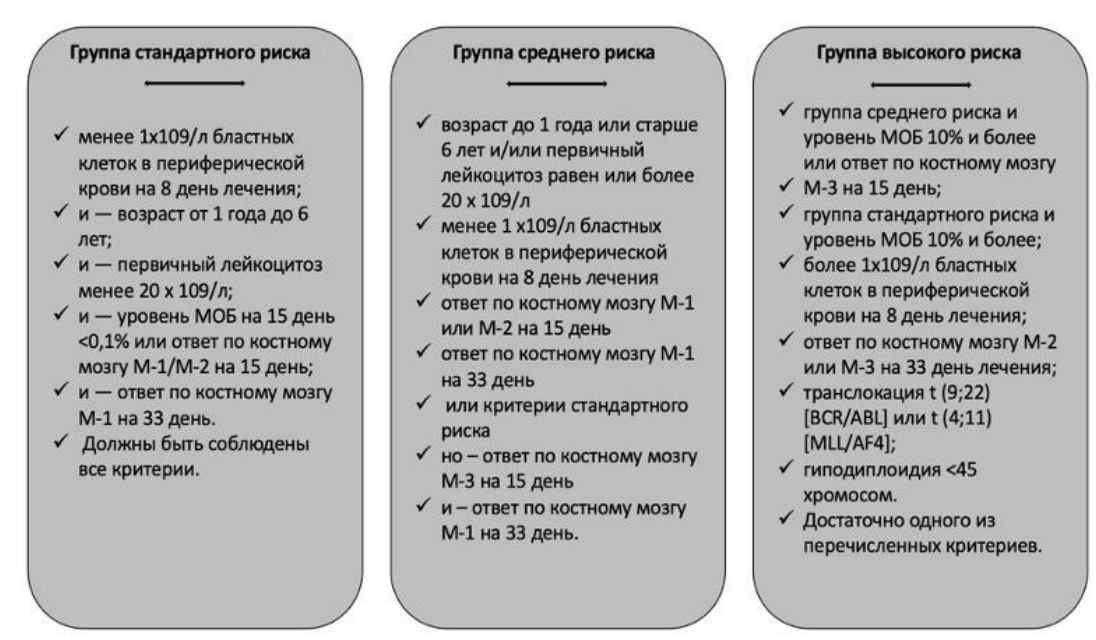 Группа стандартного риска
✓ менее 1х109/л бластных
клеток в периферической
крови на 8 день лечения;
✓ и — возраст от 1 года до 6
лет;
✓ и — первичный лейкоцитоз
менее 20 х 109/л;
✓ и — уровень МОБ на 15 день
<0,1% или ответ по костному
мозгу М-1/М-2 на 15 день;
✓ и — ответ по костному мозгу
М-1 на 33 день.
✓ Должны быть соблюдены
все критерии.
Группа среднего риска
✓ возраст до 1 года или старше
6 лет и/или первичный
лейкоцитоз равен или более
20 х 109/л
✓ менее 1 х109/л бластных
клеток в периферической
крови на 8 день лечения
✓ ответ по костному мозгу М-1
или М-2 на 15 день
✓ ответ по костному мозгу М-1
на 33 день
✓ или критерии стандартного
риска
✓ но – ответ по костному мозгу
М-3 на 15 день
✓ и – ответ по костному мозгу
М-1 на 33 день.
Группа высокого риска
✓ группа среднего риска и
уровень МОБ 10% и более
или ответ по костному мозгу
✓ М-3 на 15 день;
✓ группа стандартного риска и
уровень МОБ 10% и более;
✓ более 1х109/л бластных
клеток в периферической
крови на 8 день лечения;
✓ ответ по костному мозгу М-2
или М-3 на 33 день лечения;
✓ транслокация t (9;22)
[BCR/ABL] или t (4;11)
[MLL/AF4];
✓ гиподиплоидия <45
хромосом.
✓ Достаточно одного из
перечисленных критериев.